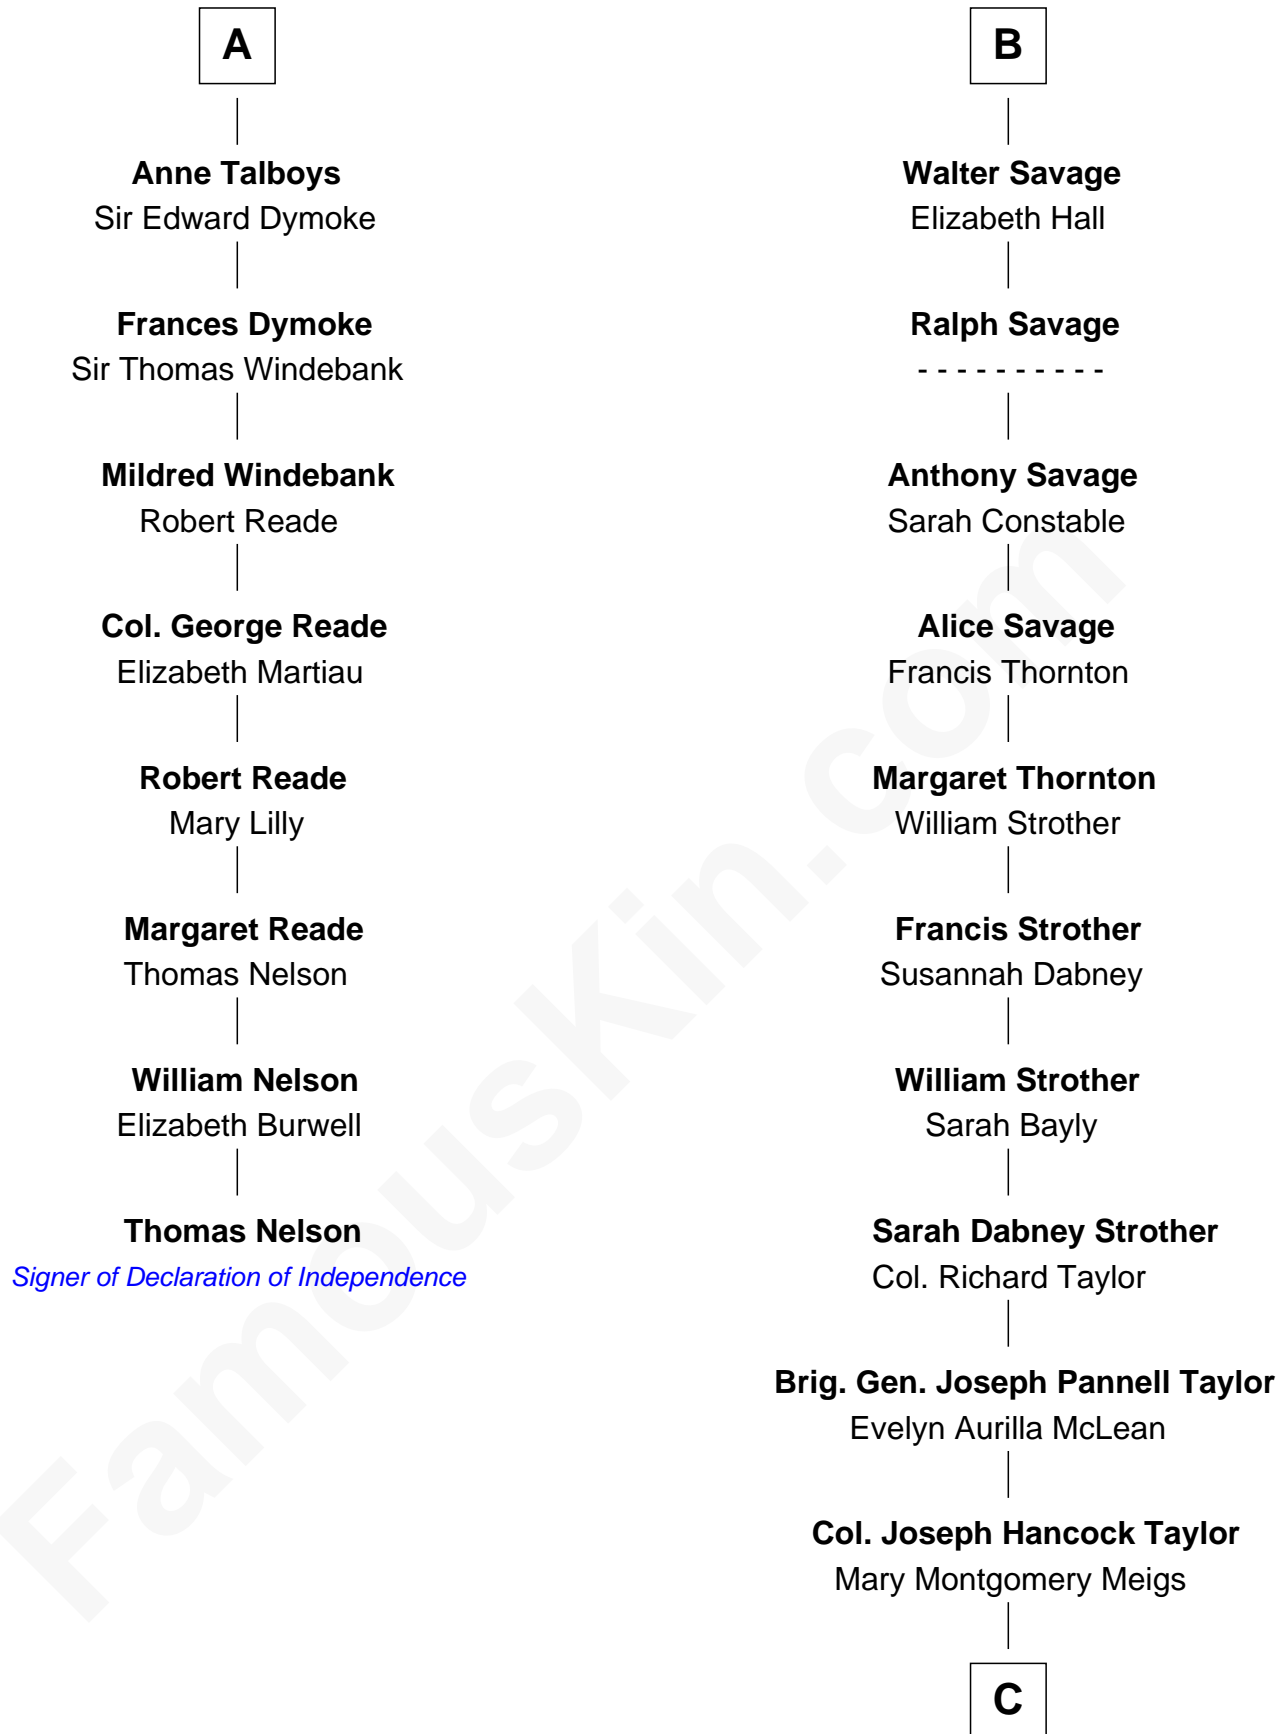 A
Anne Talboys
Sir Edward Dymoke
Frances Dymoke
Sir Thomas Windebank
Mildred Windebank
Robert Reade
Col. George Reade
Elizabeth Martiau
Robert Reade
Mary Lilly
Margaret Reade
Thomas Nelson
William Nelson
Elizabeth Burwell
Thomas Nelson
Signer of Declaration of Independence
B
Walter Savage
Elizabeth Hall
Ralph Savage
- - - - - - - - - -
Anthony Savage
Sarah Constable
Alice Savage
Francis Thornton
Margaret Thornton
William Strother
Francis Strother
Susannah Dabney
William Strother
Sarah Bayly
Sarah Dabney Strother
Col. Richard Taylor
Brig. Gen. Joseph Pannell Taylor
Evelyn Aurilla McLean
Col. Joseph Hancock Taylor
Mary Montgomery Meigs
C
FamousKin.com